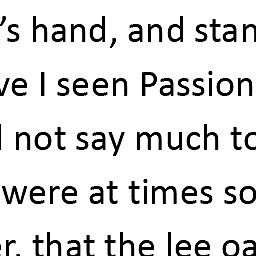 's hand, and stan
ve I seen Passion
not say much to
were at times so
er, that the lee oa